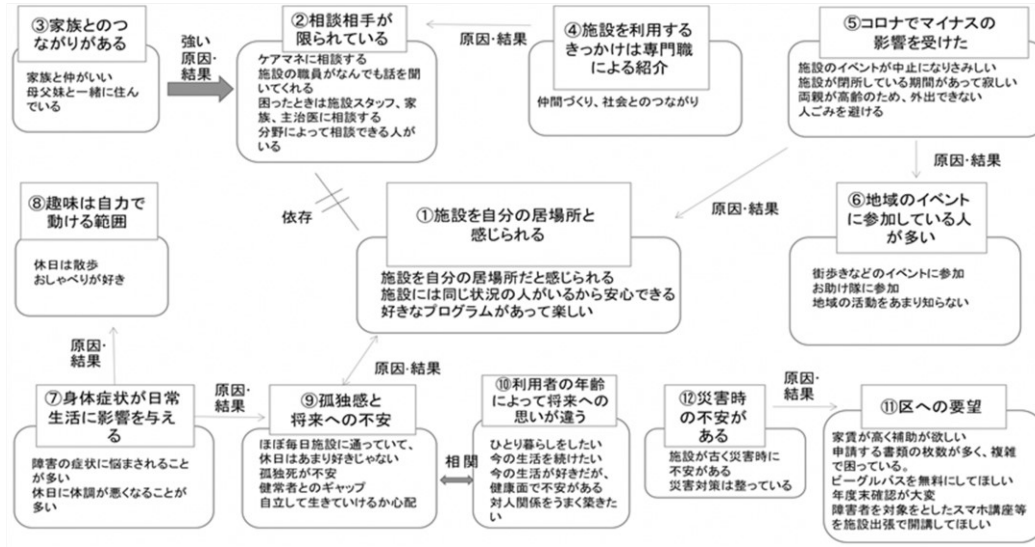 ③家族とのつ
ながりがある
家族と仲がいい
母父妹と一緒に住ん
でいる
強い
原因・
結果
②相談相手が
限られている
ケアマネに相談する
施設の職員がなんでも話を聞
いてくれる
困ったときは施設スタッフ、家
族、主治医に相談する
分野によって相談できる人が
いる
原因・結果
④施設を利用する
きっかけは専門職
による紹介
仲間づくり、社会とのつながり
⑤コロナでマイナスの
影響を受けた
施設のイベントが中止になりさみしい
施設が閉所している期間があって寂しい
両親が高齢のため、外出できない
人ごみを避ける
原因・結果
原因・結果
⑧趣味は自力で
動ける範囲
休日は散歩
おしゃべりが好き
依存
①施設を自分の居場所と
感じられる
施設を自分の居場所だと感じられる
施設には同じ状況の人がいるから安心できる
好きなプログラムがあって楽しい
⑥地域のイベント
に参加している人
が多い
街歩きなどのイベントに参加
お助け隊に参加
地域の活動をあまり知らない
原因・
結果
⑦身体症状が日常
生活に影響を与え
る
障害の症状に悩まされること
が多い
休日に体調が悪くなることが
多い
原因・
結果
原因・結果
⑨孤独感と
将来への不安
ほぼ毎日施設に通っていて、
休日はあまり好きじゃない
孤独死が不安
健常者とのギャップ
自立して生きていけるか心配
相関
⑩利用者の年齢
によって将来への
思いが違う
ひとり暮らしをしたい
今の生活を続けたい
今の生活が好きだが、
健康面で不安がある
対人関係をうまく築きた
い
⑫災害時
の不安が
ある
施設が古く災害時に
不安がある
災害対策は整っている
原因・
結果
⑪区への要望
家賃が高く補助が欲しい
申請する書類の枚数が多く、複雑
で困っている。
ビーグルバスを無料にしてほしい
年度末確認が大変
障害者を対象をとしたスマホ講座等
を施設出張で開講してほしい